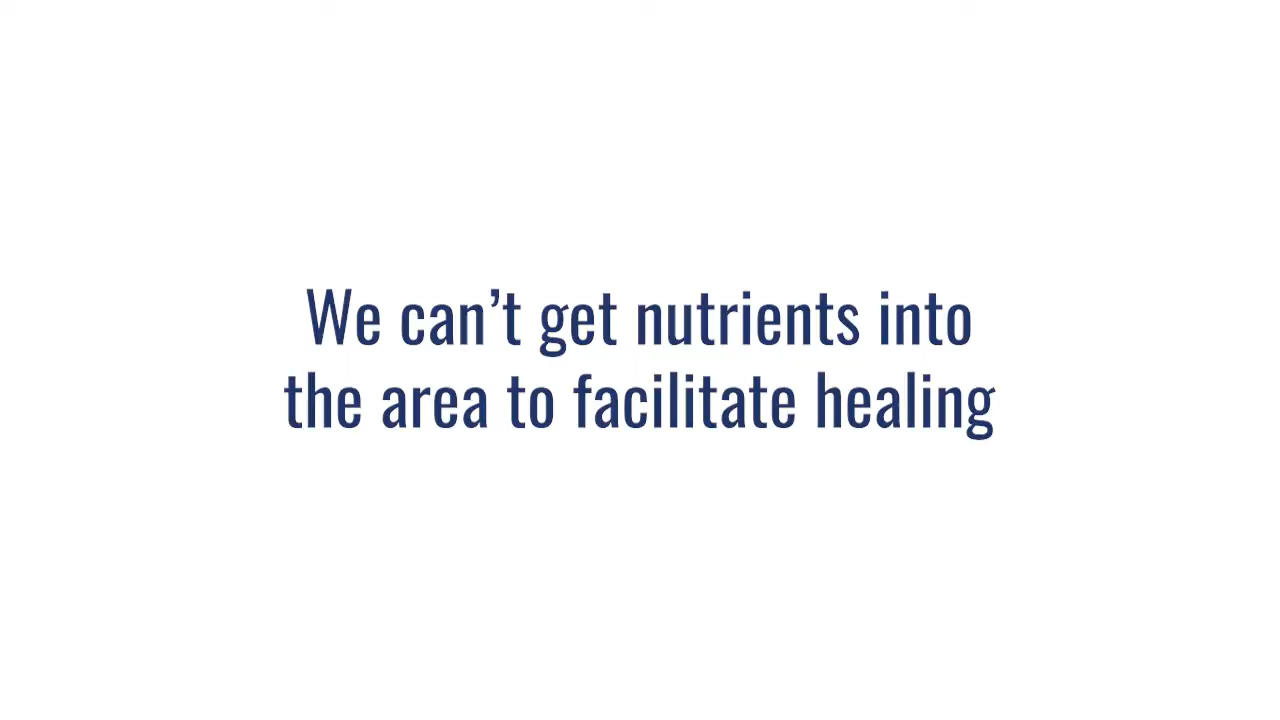 We can’t get nutrients into
the area to facilitate healing